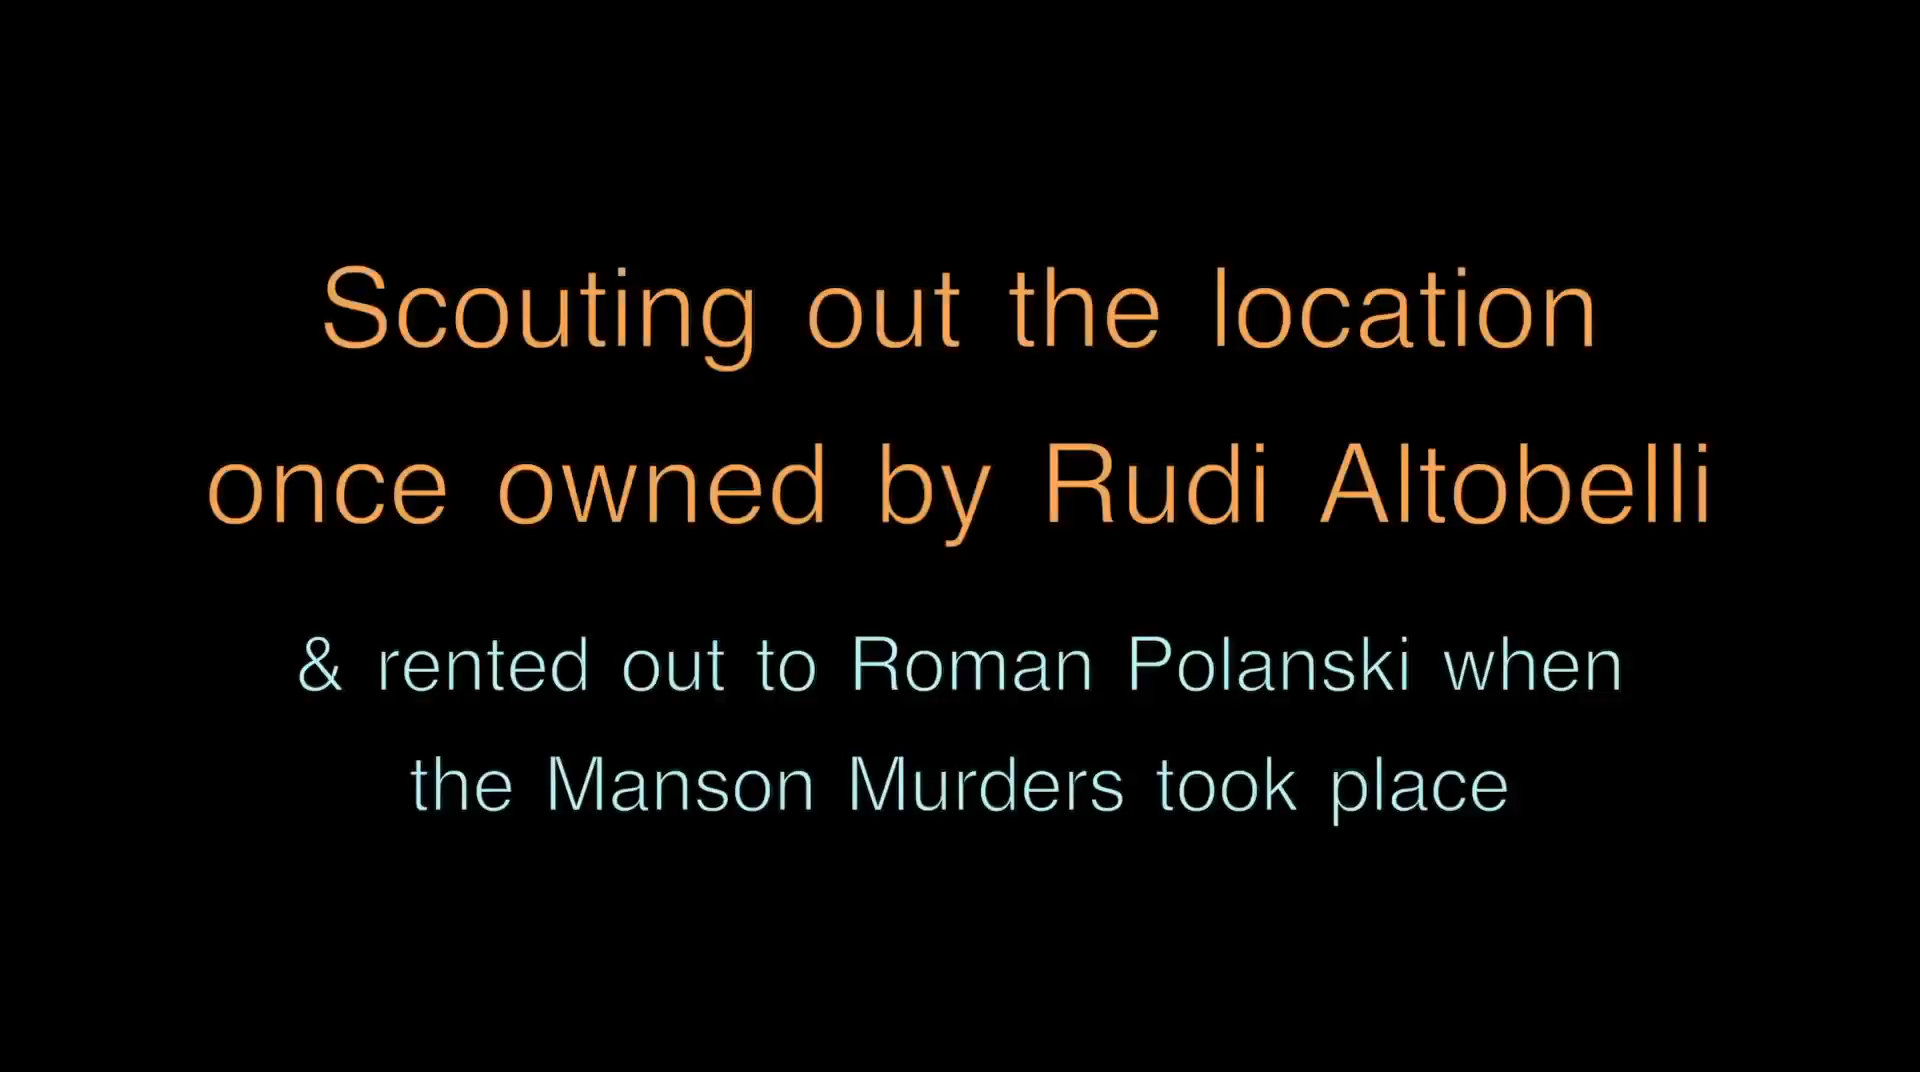 Scouting out the location
once owned by Rudi Altobelli
& rented out to Roman Polanski when
the Manson Murders took place